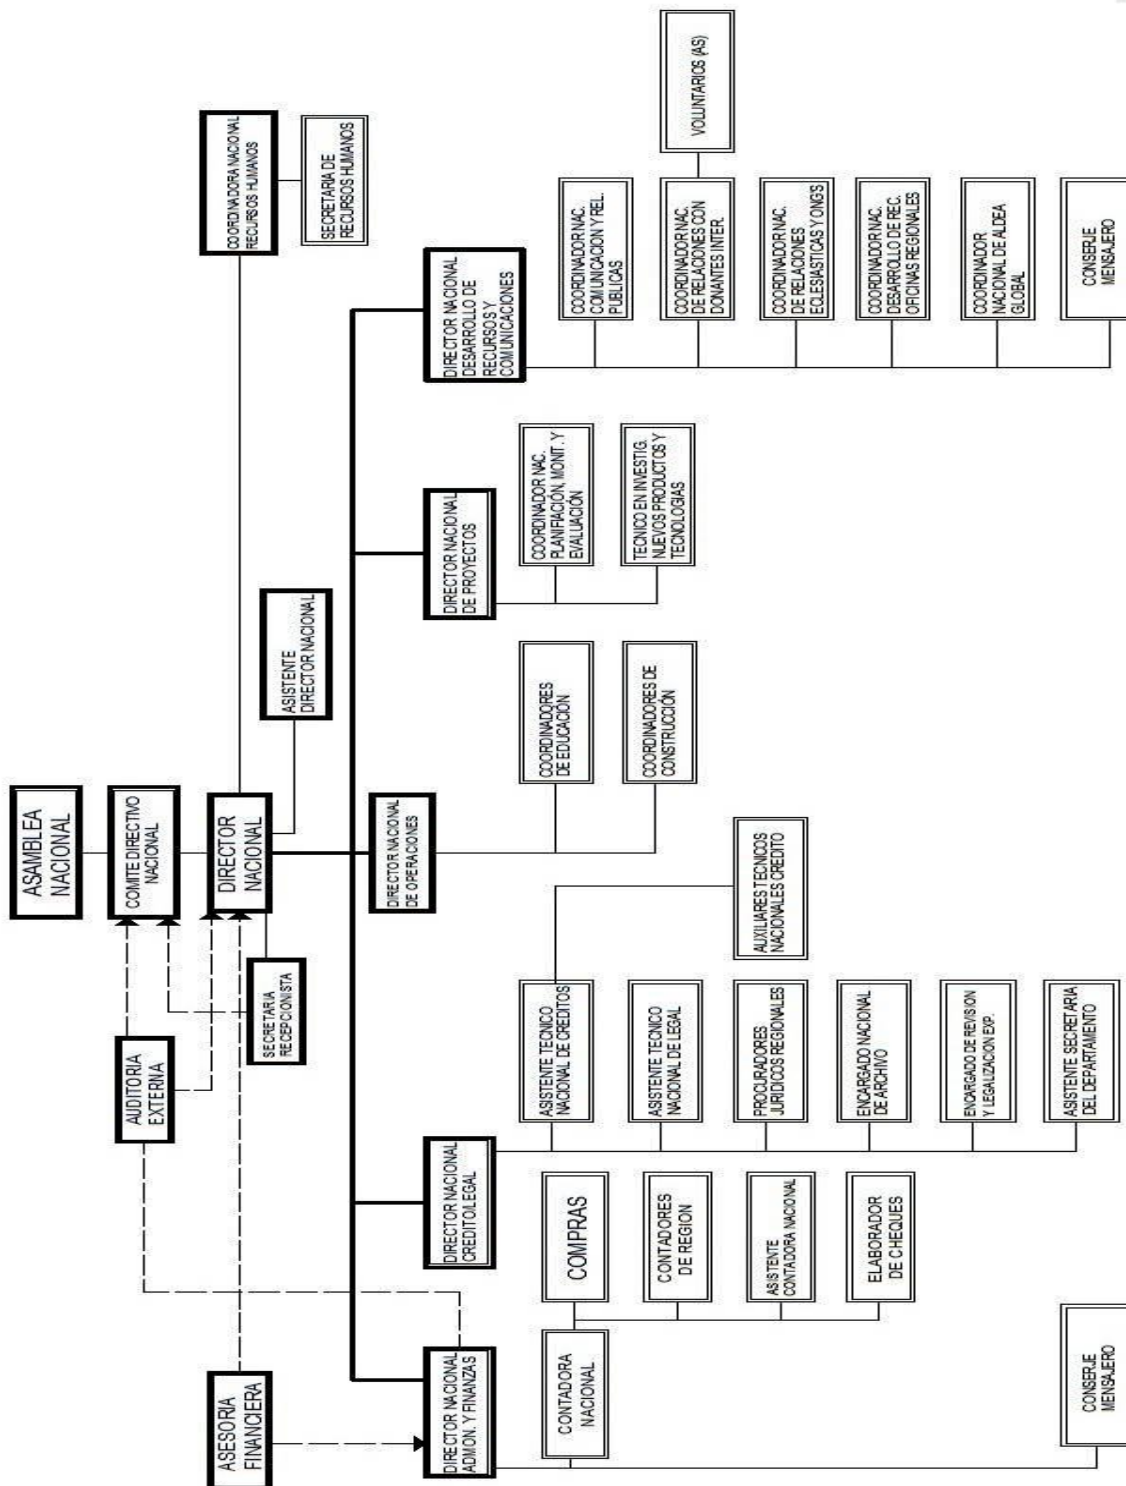 ASAMBLEA
NACIONAL
COMITE DIRECTIVO
NACIONAL
DIRECTOR
NACIONAL
AUDITORIA
EXTERNA
ASESORIA
FINANCIERA
SECRETARIA
RECEPCIONISTA
ASISTENTE
DIRECTOR NACIONAL
COORDINADORA NACIONAL
RECURSOS HUMANOS
SECRETARIA DE
RECURSOS HUMANOS
DIRECTOR NACIONAL
ADMON. Y FINANZAS
CONTADORA
NACIONAL
COMPRAS
CONTADORES
DE REGION
ASISTENTE
CONTADORA NACIONAL
ELABORADOR
DE CHEQUES
CONSERJE
MENSAJERO
DIRECTOR NACIONAL
CREDITO/LEGAL
ASISTENTE TECNICO
NACIONAL DE CREDITOS
AUXILIARES TECNICOS
NACIONALES CREDITO
ASISTENTE TECNICO
NACIONAL DE LEGAL
PROCURADORES
JURIDICOS REGIONALES
ENCARGADO NACIONAL
DE ARCHIVO
ENCARGADO DE REVISION
Y LEGALIZACION EXP.
ASISTENTE SECRETARIA
DEL DEPARTAMENTO
DIRECTOR NACIONAL
DE OPERACIONES
COORDINADORES
DE EDUCACION
COORDINADORES DE
CONSTRUCCIÓN
DIRECTOR NACIONAL
DE PROYECTOS
COORDINADOR NAC.
PLANIFIACIÓN, MONIT. Y
EVALUACIÓN
TECNICO EN INVESTIG.
NUEVOS PRODUCTOS Y
TECNOLOGIAS
DIRECTOR NACIONAL
DESARROLLO DE
RECURSOS Y
COMUNICACIONES
COORDINADOR NAC.
COMUNICACION Y REL.
PUBLICAS
COORDINADOR NAC.
DE RELACIONES CON
DONANTES INTER.
VOLUNTARIOS (AS)
COORDINADOR NAC.
DE RELACIONES
ECLESIASTICAS Y ONG'S
COORDINADOR NAC.
DESARROLLO DE REC.
OFICINAS REGIONALES
COORDINADOR
NACIONAL DE ALDEA
GLOBAL
CONSERJE
MENSAJERO